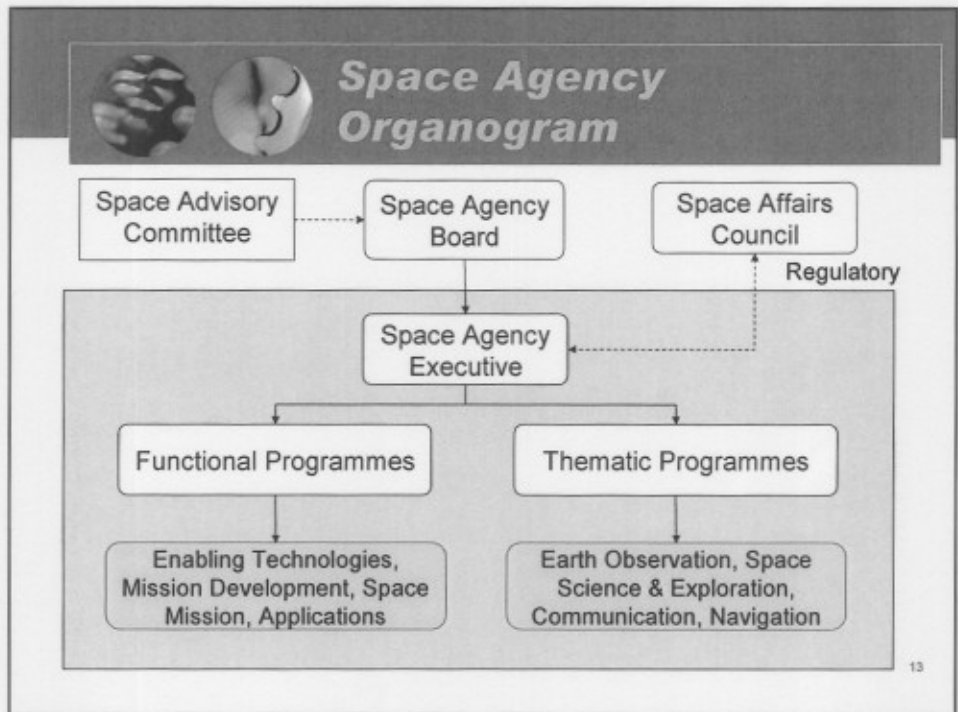 Space Agency
Organogram
Space Advisory
Committee
Space Agency
Board
Space Affairs
Council
Regulatory
Space Agency
Executive
Functional Programmes
Thematic Programmes
Enabling Technologies,
Mission Development, Space
Mission, Applications
Earth Observation, Space
Science & Exploration,
Communication, Navigation
13